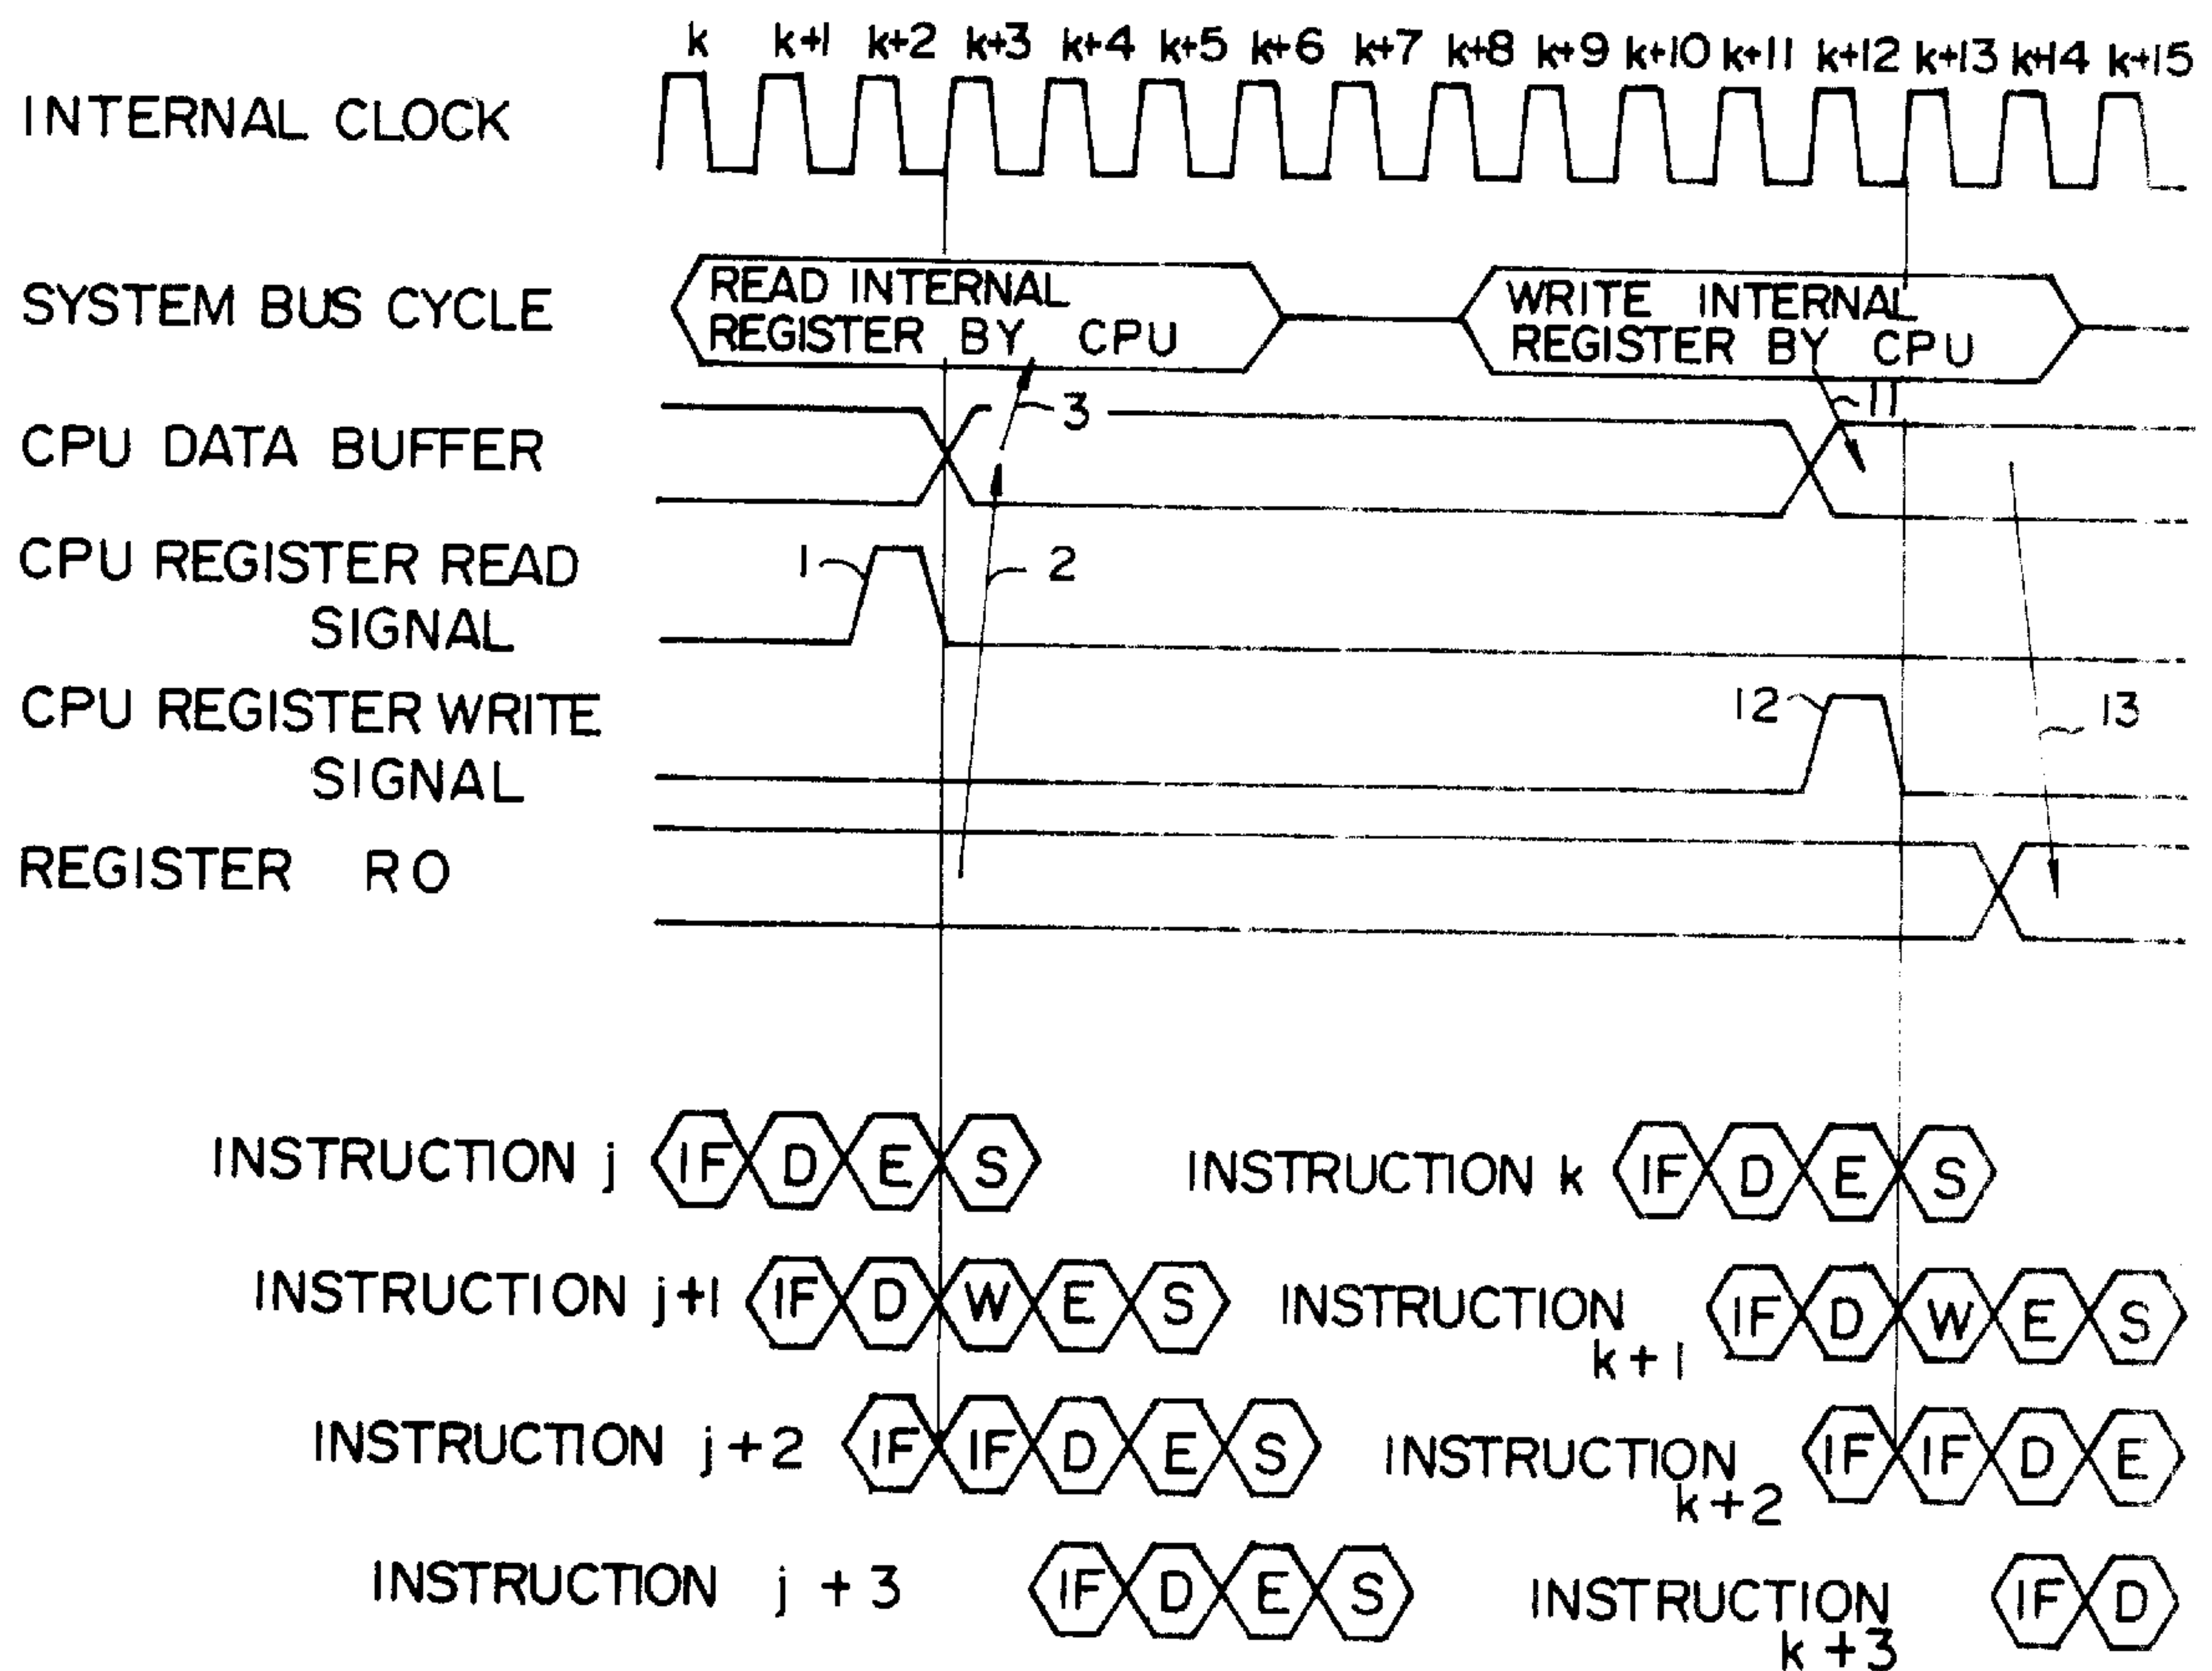 k k+1 k+2 k+3 k+4 k+5 k+6 k+7 k+8 k+9 k+10 k+11 k+12 k+13 k+14 k+15
INTERNAL CLOCK
SYSTEM BUS CYCLE
READ INTERNAL
REGISTER BY CPU
WRITE INTERNAL
REGISTER BY CPU
CPU DATA BUFFER
3
11
CPU REGISTER READ
SIGNAL
1
2
CPU REGISTER WRITE
SIGNAL
12
13
REGISTER R0
INSTRUCTION j IF D E S
INSTRUCTION k IF D E S
INSTRUCTION j+1 IF D W E S
INSTRUCTION
k+1
IF D W E S
INSTRUCTION j+2 IF IF D E S
INSTRUCTION
k+2
IF IF D E
INSTRUCTION j+3 IF D E S
INSTRUCTION
k+3
IF D